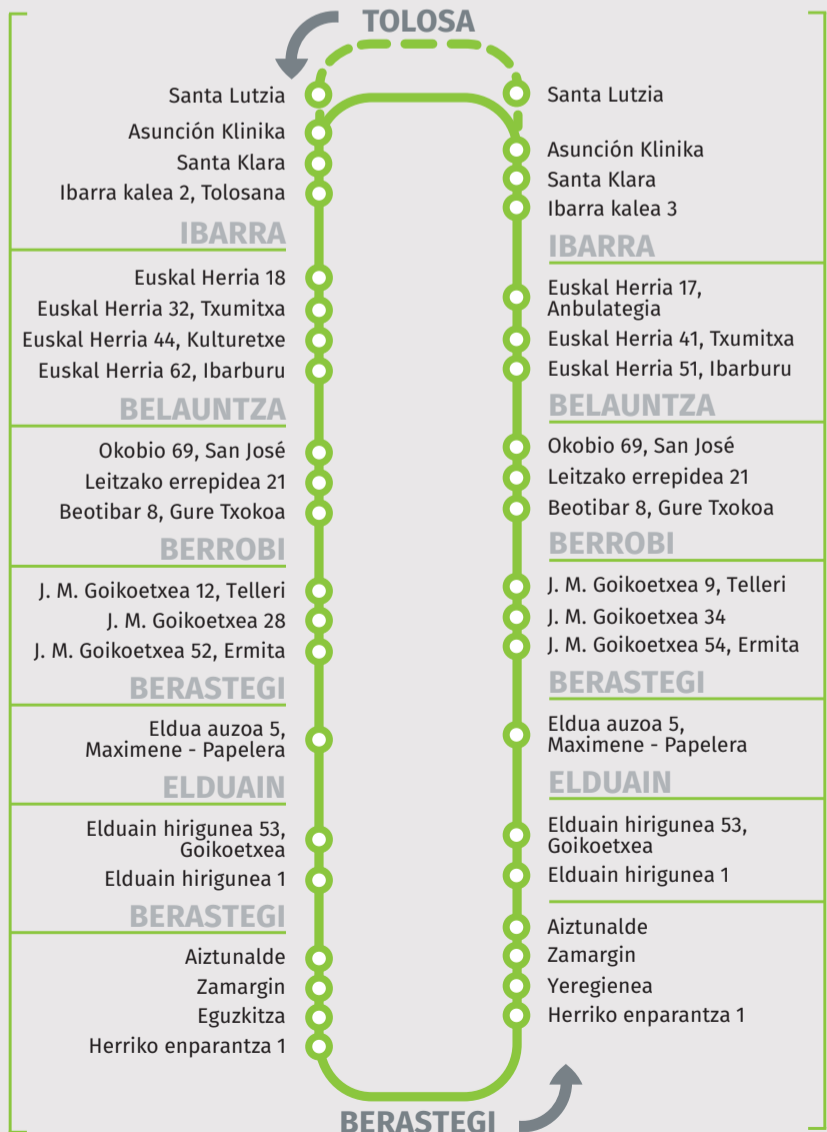 TOLOSA
Santa Lutzia
Asunción Klinika
Santa Klara
Ibarra kalea 2, Tolosana
IBARRA
Euskal Herria 18
Euskal Herria 32, Txumitxa
Euskal Herria 44, Kulturetxe
Euskal Herria 62, Ibarburu
BELAUNTZA
Okobio 69, San José
Leitzako errepidea 21
Beotibar 8, Gure Txokoa
BERROBI
J. M. Goikoetxea 12, Telleri
J. M. Goikoetxea 28
J. M. Goikoetxea 52, Ermita
BERASTEGI
Eldua auzoa 5,
Maximene - Papelera
ELDUAIN
Elduain hirigunea 53,
Goikoetxea
Elduain hirigunea 1
BERASTEGI
Aiztunalde
Zamargin
Eguzkitza
Herriko enparantza 1
Santa Lutzia
Asunción Klinika
Santa Klara
Ibarra kalea 3
IBARRA
Euskal Herria 17,
Anbulategia
Euskal Herria 41, Txumitxa
Euskal Herria 51, Ibarburu
BELAUNTZA
Okobio 69, San José
Leitzako errepidea 21
Beotibar 8, Gure Txokoa
BERROBI
J. M. Goikoetxea 9, Telleri
J. M. Goikoetxea 34
J. M. Goikoetxea 54, Ermita
BERASTEGI
Eldua auzoa 5,
Maximene - Papelera
ELDUAIN
Elduain hirigunea 53,
Goikoetxea
Elduain hirigunea 1
Aiztunalde
Zamargin
Yeregienea
Herriko enparantza 1
BERASTEGI